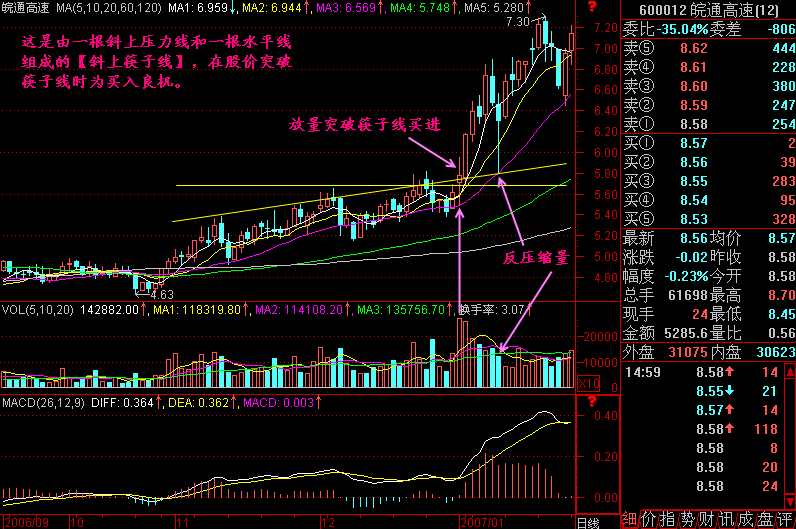 皖通高速 MA(5,10,20,60,120) MA1: 6.959↓, MA2: 6.944↑, MA3: 6.569↑, MA4: 5.748↑, MA5: 5.280↑
这是由一根斜上压力线和一根水平线
组成的【斜上筷子线】，在股价突破
筷子线时为买入良机。
7.30
放量突破筷子线买进
反压缩量
4.63
7.20
7.00
6.80
6.60
6.40
6.20
6.00
5.80
5.60
5.40
5.20
5.00
4.80
VOL(5,10,20) 142882.00↑, MA1: 118319.80↑, MA2: 114108.20↑, MA3: 135756.70↑, 换手率: 3.07↑
20000
10000
X10
MACD(26,12,9) DIFF: 0.364↑, DEA: 0.362↑, MACD: 0.003↑
0.40
0.20
0.00
2006/09 10 11 12 2007/01 日线
600012 皖通高速(12)
委比 -35.04% 委差 -806
卖⑤ 8.62 444
卖④ 8.61 228
卖③ 8.60 380
卖② 8.59 247
卖① 8.58 254
买① 8.57 2
买② 8.56 39
买③ 8.55 283
买④ 8.54 95
买⑤ 8.53 328
最新 8.56 均价 8.57
涨跌 -0.02 昨收 8.58
幅度 -0.23% 今开 8.58
总手 61698 最高 8.70
现手 24 最低 8.45
金额 5285.6 量比 0.56
外盘 31075 内盘 30623
14:59 8.58↑ 14
8.55↓ 21
8.57↑ 14
8.58↑ 118
8.58 8
8.58 20
8.58 24
细 价 指 势 财 讯 成 盘 评